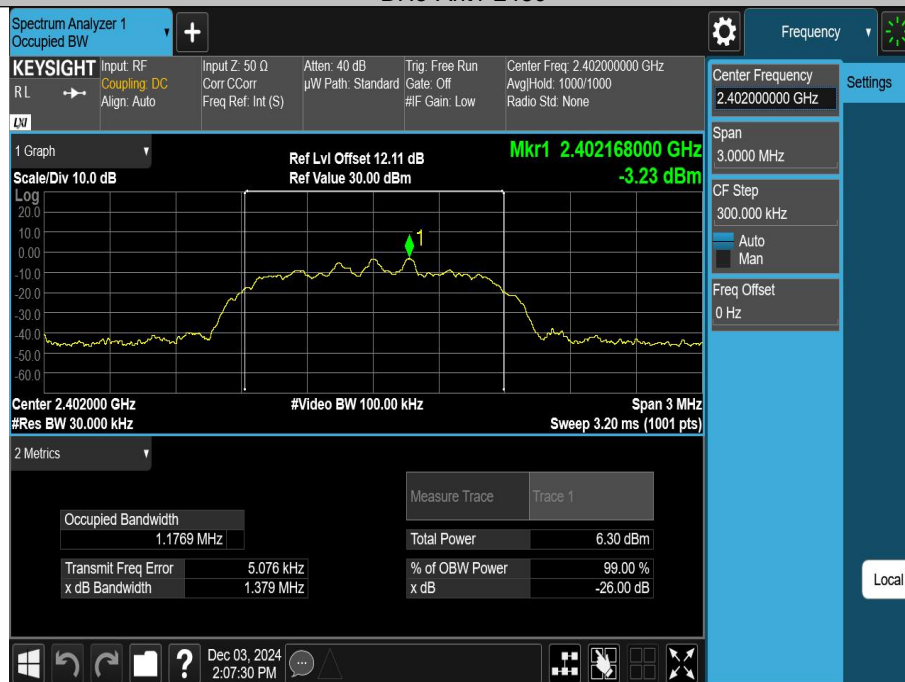 Spectrum Analyzer 1
Occupied BW
+
Frequency
KEYSIGHT
RL
LXI
Input: RF
Coupling: DC
Align: Auto
Input Z: 50 Ω
Corr CCorr
Freq Ref: Int (S)
Atten: 40 dB
µW Path: Standard
Trig: Free Run
Gate: Off
#IF Gain: Low
Center Freq: 2.402000000 GHz
Avg|Hold: 1000/1000
Radio Std: None
Center Frequency
2.402000000 GHz
Settings
Span
3.0000 MHz
CF Step
300.000 kHz
Auto
Man
Freq Offset
0 Hz
Local
1 Graph
Scale/Div 10.0 dB
Ref Lvl Offset 12.11 dB
Ref Value 30.00 dBm
Mkr1 2.402168000 GHz
-3.23 dBm
Log
20.0
10.0
0.00
-10.0
-20.0
-30.0
-40.0
-50.0
-60.0
1
Center 2.402000 GHz
#Res BW 30.000 kHz
#Video BW 100.00 kHz
Span 3 MHz
Sweep 3.20 ms (1001 pts)
2 Metrics
Measure Trace Trace 1
Occupied Bandwidth
1.1769 MHz
Total Power 6.30 dBm
Transmit Freq Error 5.076 kHz
% of OBW Power 99.00 %
x dB Bandwidth 1.379 MHz
x dB -26.00 dB
?
Dec 03, 2024
2:07:30 PM